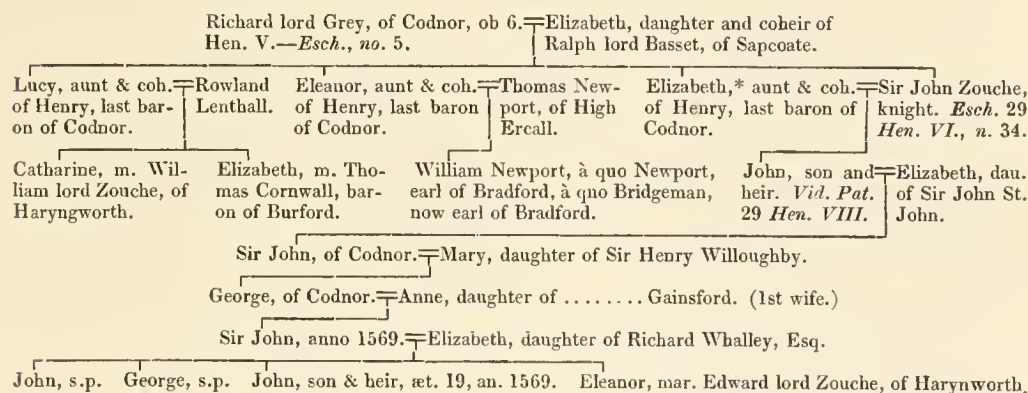 Richard lord Grey, of Codnor, ob 6. Elizabeth, daughter and coheir of
Hen. V.—Esch., no. 5. Ralph lord Basset, of Sapcoate.
Lucy, aunt & coh.
of Henry, last bar-
on of Codnor.
Rowland
Lenthall.
Eleanor, aunt & coh.
of Henry, last baron
of Codnor.
Thomas New-
port, of High
Ercall.
Elizabeth,* aunt & coh.
of Henry, last baron of
Codnor.
Sir John Zouche,
knight. Esch. 29
Hen. VI., n. 34.
Catharine, m. Wil-
liam lord Zouche, of
Haryngworth.
Elizabeth, m. Tho-
mas Cornwall, bar-
on of Burford.
William Newport, à quo Newport,
earl of Bradford, à quo Bridgeman,
now earl of Bradford.
John, son and
heir. Vid. Pat.
29 Hen. VIII.
Elizabeth, dau.
of Sir John St.
John.
Sir John, of Codnor. Mary, daughter of Sir Henry Willoughby.
George, of Codnor. Anne, daughter of ........ Gainsford. (1st wife.)
Sir John, anno 1569. Elizabeth, daughter of Richard Whalley, Esq.
John, s.p. George, s.p. John, son & heir, æt. 19, an. 1569. Eleanor, mar. Edward lord Zouche, of Harynworth.